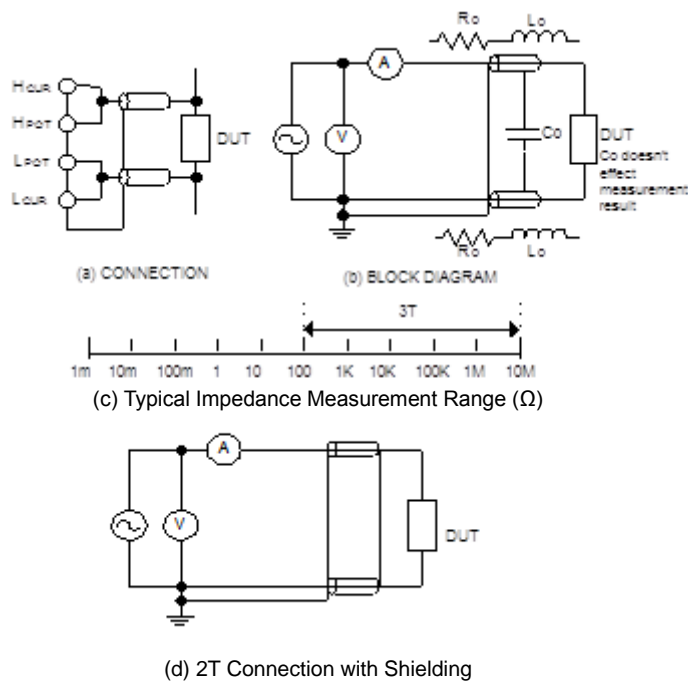 Ro Lo
HCUR
HPOT
LPOT
LCUR
DUT
A
V
Co
DUT
Co doesn't
effect
measurement
result
Ro Lo
(a) CONNECTION
(b) BLOCK DIAGRAM
3T
1m 10m 100m 1 10 100 1K 10K 100K 1M 10M
(c) Typical Impedance Measurement Range (Ω)
A
V
DUT
(d) 2T Connection with Shielding